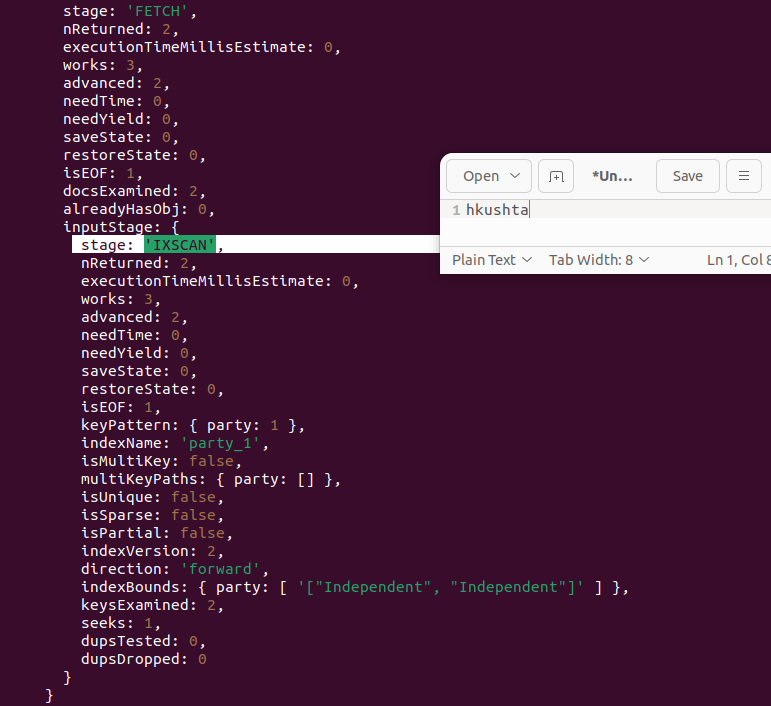 stage: 'FETCH',
nReturned: 2,
executionTimeMillisEstimate: 0,
works: 3,
advanced: 2,
needTime: 0,
needYield: 0,
saveState: 0,
restoreState: 0,
isEOF: 1,
docsExamined: 2,
alreadyHasObj: 0,
inputStage: {
stage: 'IXSCAN',
nReturned: 2,
executionTimeMillisEstimate: 0,
works: 3,
advanced: 2,
needTime: 0,
needYield: 0,
saveState: 0,
restoreState: 0,
isEOF: 1,
keyPattern: { party: 1 },
indexName: 'party_1',
isMultiKey: false,
multiKeyPaths: { party: [] },
isUnique: false,
isSparse: false,
isPartial: false,
indexVersion: 2,
direction: 'forward',
indexBounds: { party: [ '["Independent", "Independent"]' ] },
keysExamined: 2,
seeks: 1,
dupsTested: 0,
dupsDropped: 0
}
}
Open *Un... Save
1 hkushta
Plain Text Tab Width: 8 Ln 1, Col 8